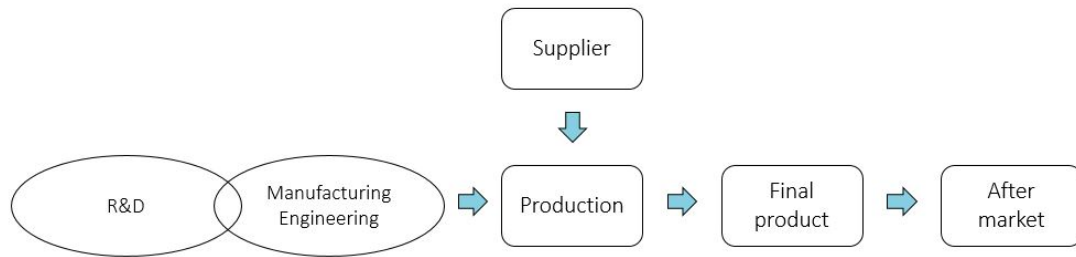 Supplier
R&D
Manufacturing
Engineering
Production
Final
product
After
market